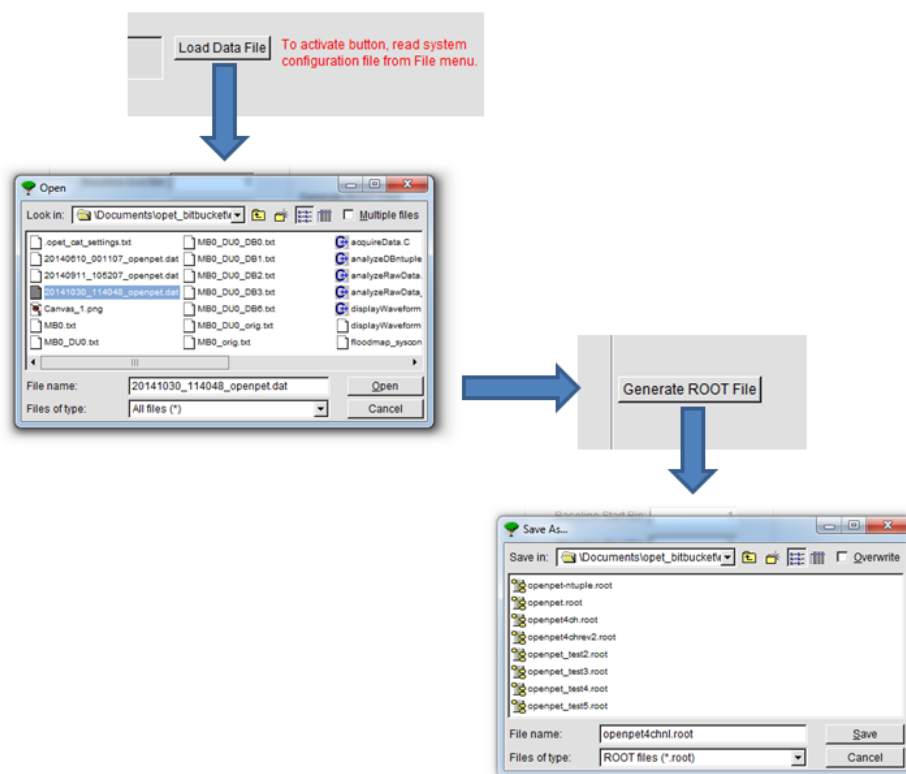 Load Data File
To activate button, read system
configuration file from File menu.
Open
Look in: \Documents\opet_bitbucket\
Multiple files
.opet_cat_settings.txt
20140610_001107_openpet.dat
20140911_105207_openpet.dat
20141030_114048_openpet.dat
Canvas_1.png
MB0.txt
MB0_DU0.txt
MB0_DU0_DB0.txt
MB0_DU0_DB1.txt
MB0_DU0_DB2.txt
MB0_DU0_DB3.txt
MB0_DU0_DB6.txt
MB0_DU0_orig.txt
MB0_orig.txt
acquireData.C
analyzeDBntuple
analyzeRawData.
analyzeRawData_
displayWaveform
displayWaveform
floodmap_syscon
File name: 20141030_114048_openpet.dat
Open
Files of type: All files (*)
Cancel
Generate ROOT File
Baseline Start Bin: 1
Save As...
Save in: \Documents\opet_bitbucket\
Overwrite
openpet-ntuple.root
openpet.root
openpet4ch.root
openpet4chrev2.root
openpet_test2.root
openpet_test3.root
openpet_test4.root
openpet_test5.root
File name: openpet4chnl.root
Save
Files of type: ROOT files (*.root)
Cancel